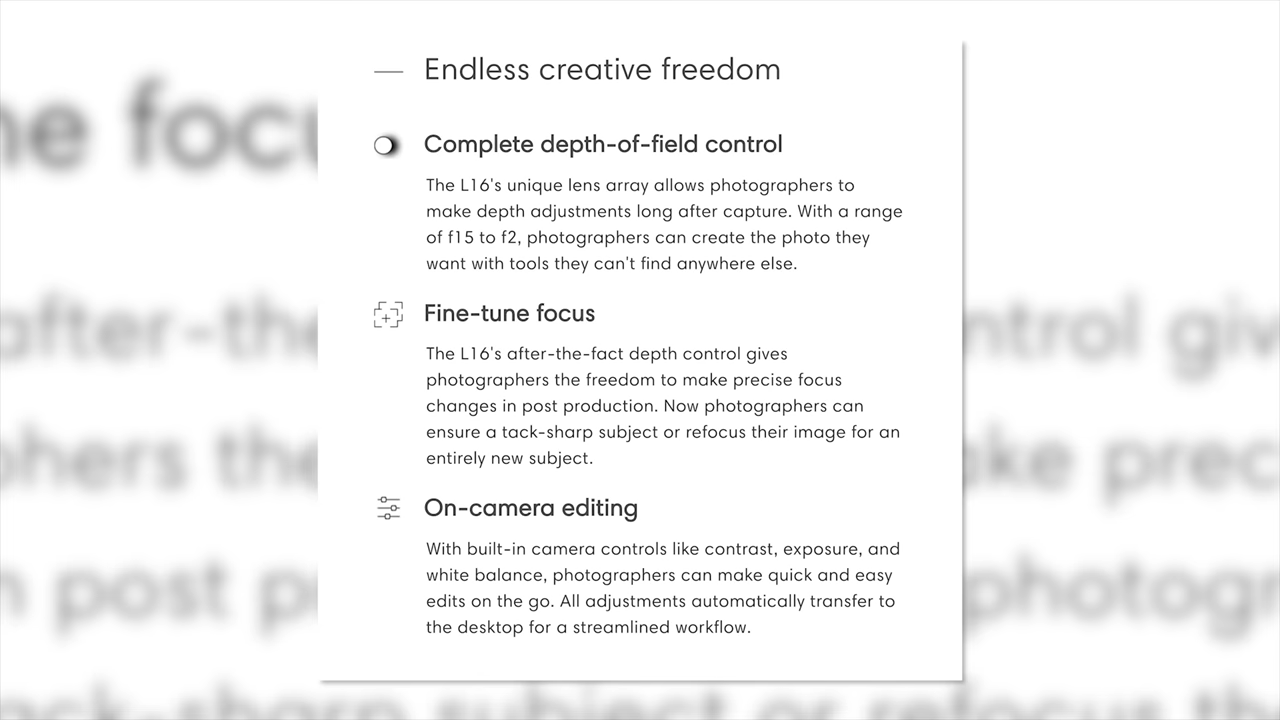 Endless creative freedom
Complete depth-of-field control
The L16's unique lens array allows photographers to
make depth adjustments long after capture. With a range
of f15 to f2, photographers can create the photo they
want with tools they can't find anywhere else.
Fine-tune focus
The L16's after-the-fact depth control gives
photographers the freedom to make precise focus
changes in post production. Now photographers can
ensure a tack-sharp subject or refocus their image for an
entirely new subject.
On-camera editing
With built-in camera controls like contrast, exposure, and
white balance, photographers can make quick and easy
edits on the go. All adjustments automatically transfer to
the desktop for a streamlined workflow.